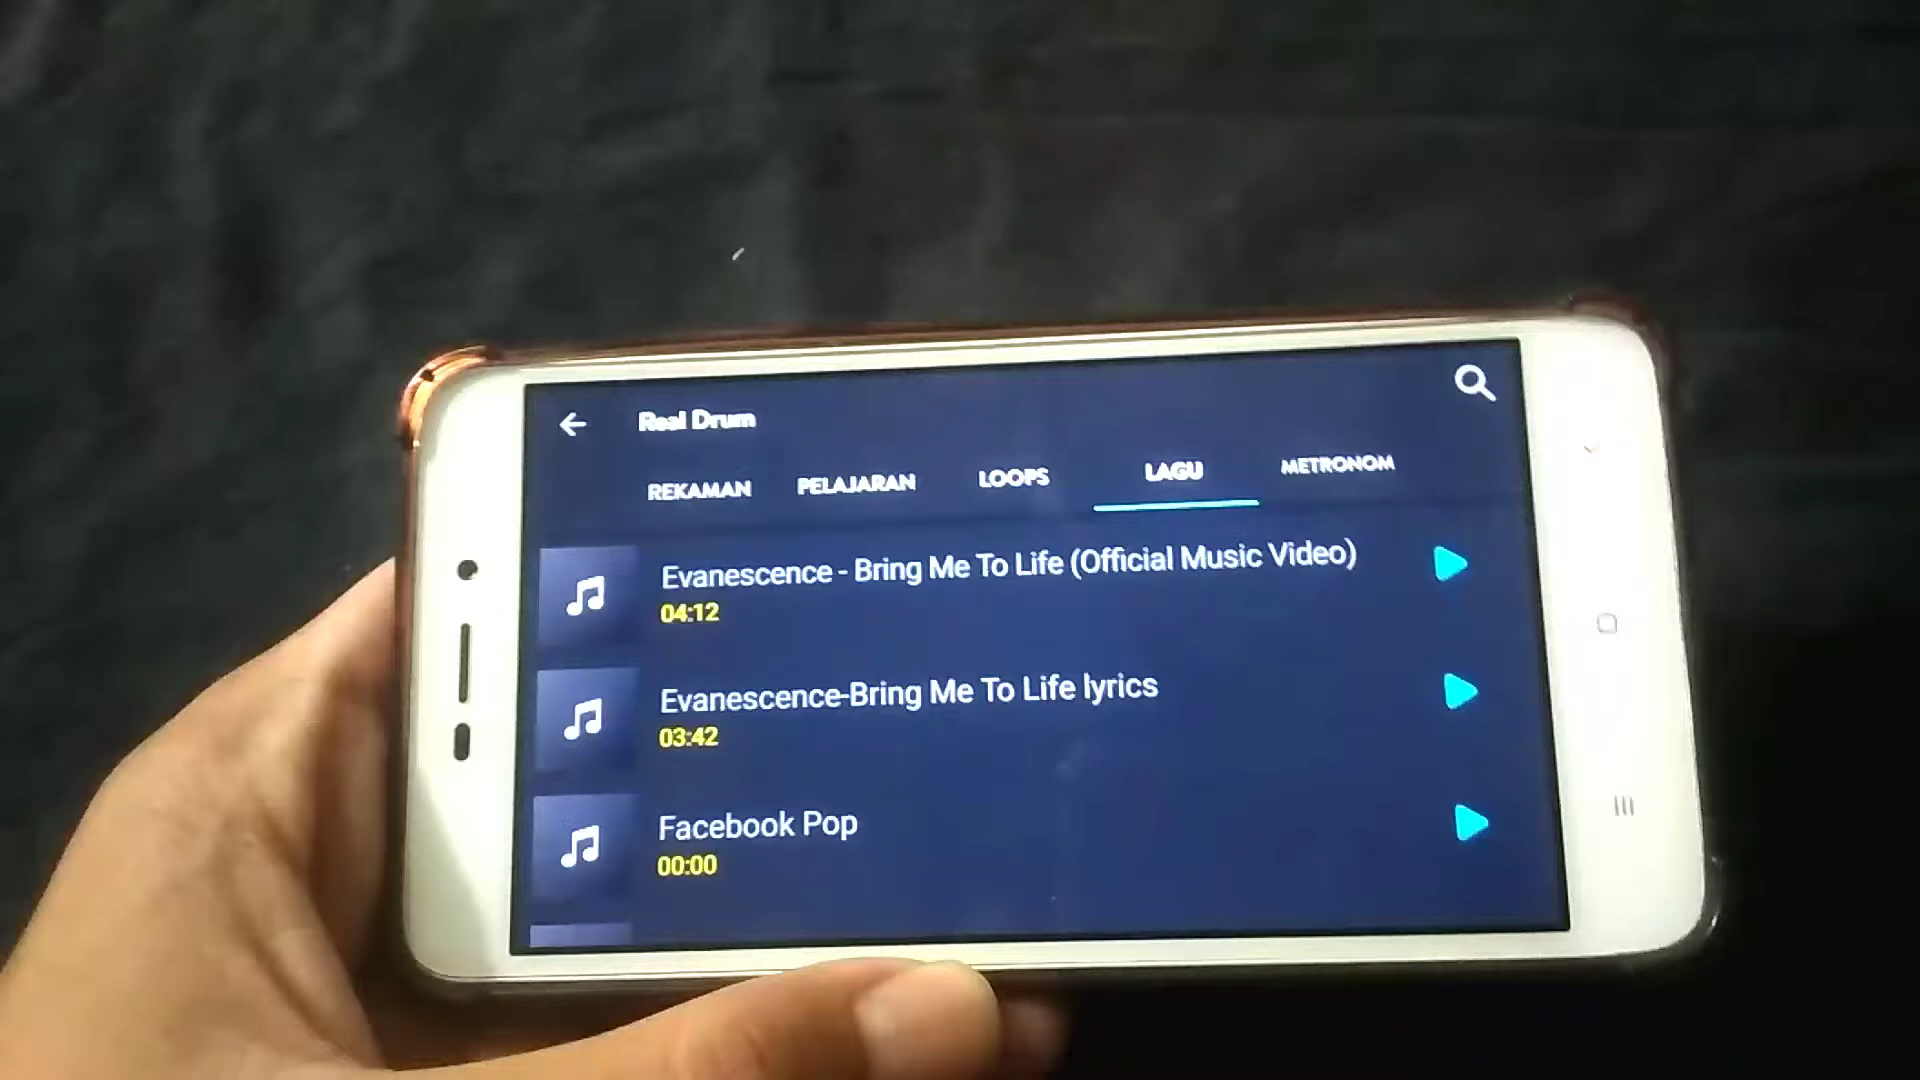 Real Drum
REKAMAN PELAJARAN LOOPS LAGU METRONOM
Evanescence - Bring Me To Life (Official Music Video)
04:12
Evanescence-Bring Me To Life lyrics
03:42
Facebook Pop
00:00